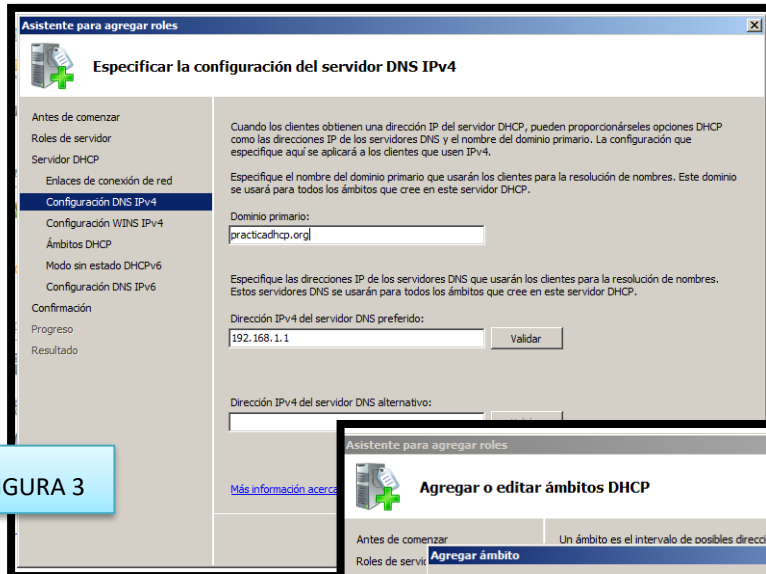 Asistente para agregar roles
Especificar la configuración del servidor DNS IPv4
Antes de comenzar
Roles de servidor
Servidor DHCP
Enlaces de conexión de red
Configuración DNS IPv4
Configuración WINS IPv4
Ámbitos DHCP
Modo sin estado DHCPv6
Configuración DNS IPv6
Confirmación
Progreso
Resultado
Cuando los clientes obtienen una dirección IP del servidor DHCP, pueden proporcionárseles opciones DHCP
como las direcciones IP de los servidores DNS y el nombre del dominio primario. La configuración que
especifique aquí se aplicará a los clientes que usen IPv4.
Especifique el nombre del dominio primario que usarán los clientes para la resolución de nombres. Este dominio
se usará para todos los ámbitos que cree en este servidor DHCP.
Dominio primario:
practicadhcp.org
Especifique las direcciones IP de los servidores DNS que usarán los clientes para la resolución de nombres.
Estos servidores DNS se usarán para todos los ámbitos que cree en este servidor DHCP.
Dirección IPv4 del servidor DNS preferido:
192.168.1.1
Validar
Dirección IPv4 del servidor DNS alternativo:
Más información acerca
IGURA 3
Asistente para agregar roles
Agregar o editar ámbitos DHCP
Antes de comenzar
Un ámbito es el intervalo de posibles direcci
Roles de servic
Agregar ámbito